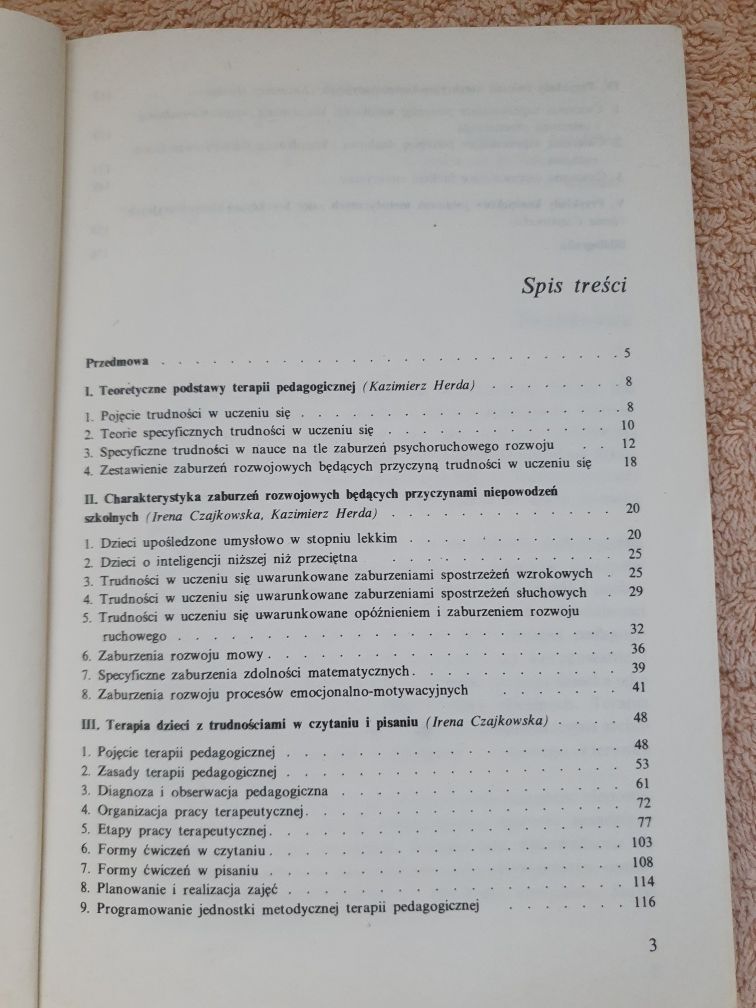 Spis treści
Przedmowa . . . . . . . . . . . . . . . . . . . . . 5
I. Teoretyczne podstawy terapii pedagogicznej (Kazimierz Herda) . . . . . . . 8
1. Pojęcie trudności w uczeniu się . . . . . . . . . . . . . . . . 8
2. Teorie specyficznych trudności w uczeniu się . . . . . . . . . . . . 10
3. Specyficzne trudności w nauce na tle zaburzeń psychoruchowego rozwoju . . 12
4. Zestawienie zaburzeń rozwojowych będących przyczyną trudności w uczeniu się 18
II. Charakterystyka zaburzeń rozwojowych będących przyczynami niepowodzeń
szkolnych (Irena Czajkowska, Kazimierz Herda) . . . . . . . . . . . 20
1. Dzieci upośledzone umysłowo w stopniu lekkim . . . . . . . . . . 20
2. Dzieci o inteligencji niższej niż przeciętna . . . . . . . . . . . 25
3. Trudności w uczeniu się uwarunkowane zaburzeniami spostrzeżeń wzrokowych . 25
4. Trudności w uczeniu się uwarunkowane zaburzeniami spostrzeżeń słuchowych . 29
5. Trudności w uczeniu się uwarunkowane opóźnieniem i zaburzeniem rozwoju
ruchowego . . . . . . . . . . . . . . . . . . . . . 32
6. Zaburzenia rozwoju mowy . . . . . . . . . . . . . . . . . 36
7. Specyficzne zaburzenia zdolności matematycznych . . . . . . . . . . 39
8. Zaburzenia rozwoju procesów emocjonalno-motywacyjnych . . . . . . 41
III. Terapia dzieci z trudnościami w czytaniu i pisaniu (Irena Czajkowska) . . . . 48
1. Pojęcie terapii pedagogicznej . . . . . . . . . . . . . . . . 48
2. Zasady terapii pedagogicznej . . . . . . . . . . . . . . . . 53
3. Diagnoza i obserwacja pedagogiczna . . . . . . . . . . . . . 61
4. Organizacja pracy terapeutycznej . . . . . . . . . . . . . . . 72
5. Etapy pracy terapeutycznej . . . . . . . . . . . . . . . . . 77
6. Formy ćwiczeń w czytaniu . . . . . . . . . . . . . . . . . 103
7. Formy ćwiczeń w pisaniu . . . . . . . . . . . . . . . . . 108
8. Planowanie i realizacja zajęć . . . . . . . . . . . . . . . . 114
9. Programowanie jednostki metodycznej terapii pedagogicznej . . . . . . 116
3